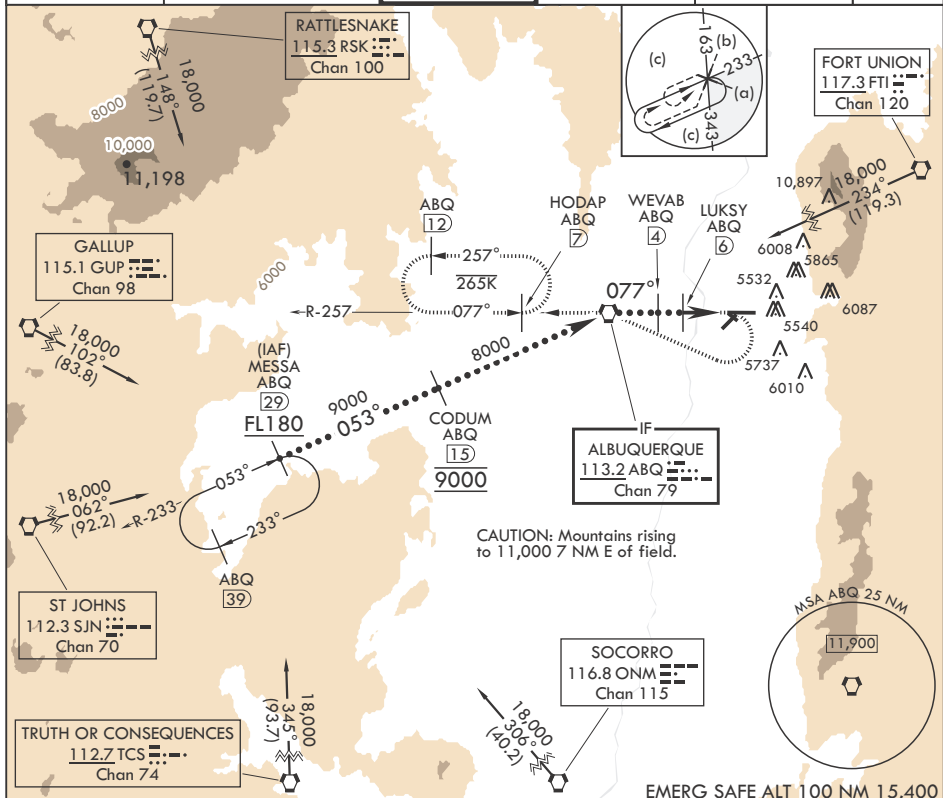 RATTLESNAKE
115.3 RSK
Chan 100
18,000
148°
(119.7)
8000
10,000
11,198
163
(b)
(c)
233
(a)
(c)
343
FORT UNION
117.3 FTI
Chan 120
18,000
234°
(119.3)
10,897
6008
5865
5532
6087
5540
5737
6010
GALLUP
115.1 GUP
Chan 98
18,000
102°
(83.8)
6000
ABQ
12
257°
265K
R-257
077°
HODAP
ABQ
7
WEVAB
ABQ
4
LUKSY
ABQ
6
077°
(IAF)
MESSA
ABQ
29
FL180
9000
053°
8000
CODUM
ABQ
15
9000
IF
ALBUQUERQUE
113.2 ABQ
Chan 79
18,000
062°
(92.2)
R-233
053°
233°
ABQ
39
CAUTION: Mountains rising
to 11,000 7 NM E of field.
ST JOHNS
112.3 SJN
Chan 70
MSA ABQ 25 NM
11,900
SOCORRO
116.8 ONM
Chan 115
18,000
306°
(40.2)
18,000
345°
(93.7)
TRUTH OR CONSEQUENCES
112.7 TCS
Chan 74
EMERG SAFE ALT 100 NM 15,400